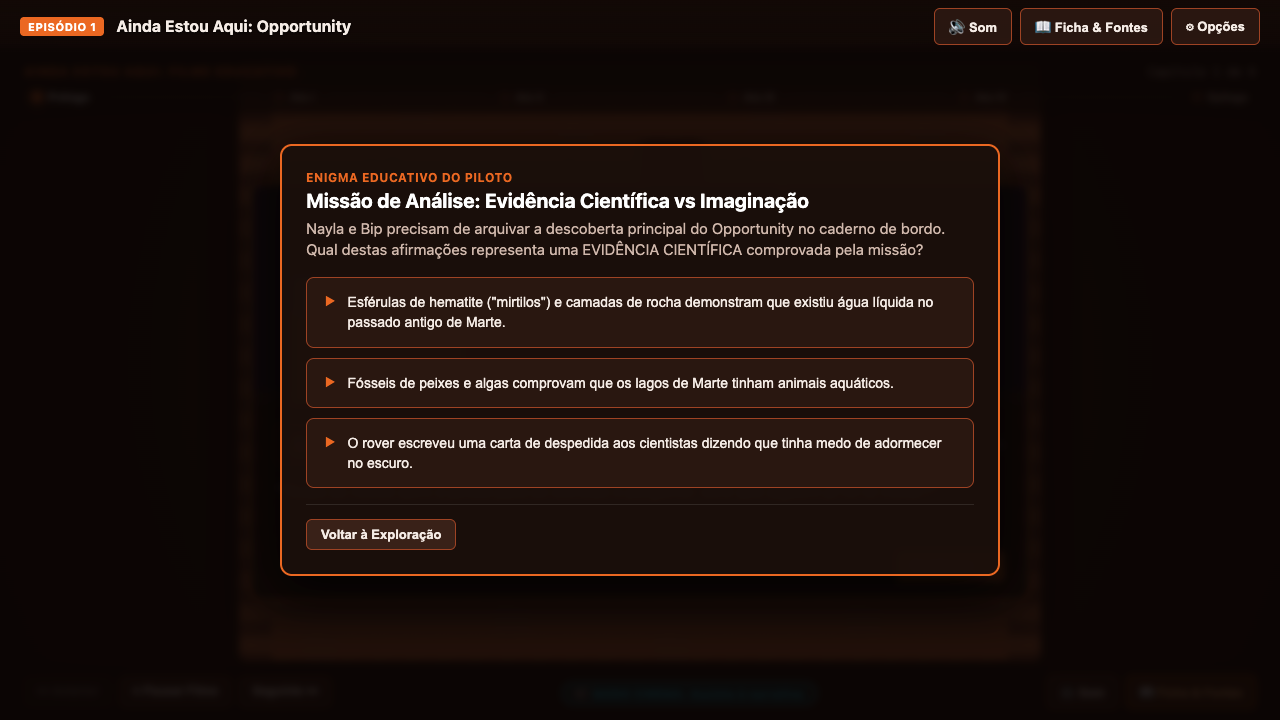 EPISÓDIO 1 Ainda Estou Aqui: Opportunity
Som
Ficha & Fontes
Opções
ENIGMA EDUCATIVO DO PILOTO
Missão de Análise: Evidência Científica vs Imaginação
Nayla e Bip precisam de arquivar a descoberta principal do Opportunity no caderno de bordo.
Qual destas afirmações representa uma EVIDÊNCIA CIENTÍFICA comprovada pela missão?
Esférulas de hematite ("mirtilos") e camadas de rocha demonstram que existiu água líquida no
passado antigo de Marte.
Fósseis de peixes e algas comprovam que os lagos de Marte tinham animais aquáticos.
O rover escreveu uma carta de despedida aos cientistas dizendo que tinha medo de adormecer
no escuro.
Voltar à Exploração